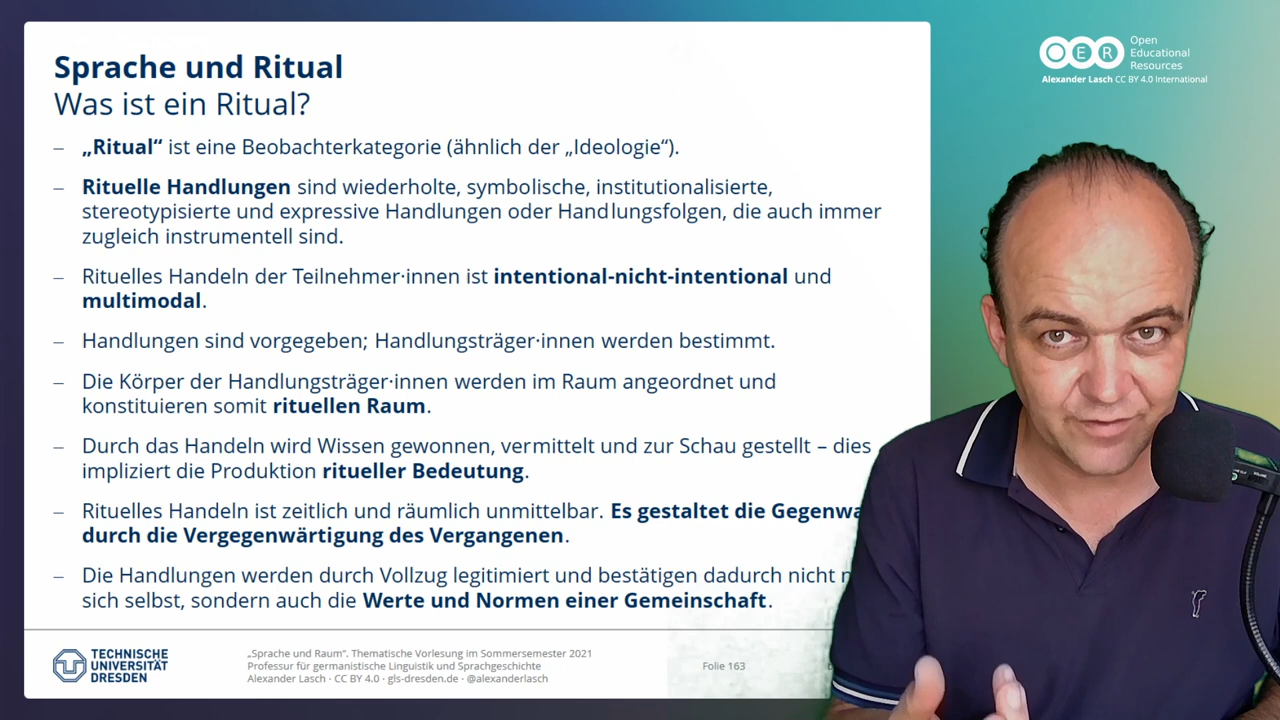 Sprache und Ritual
Was ist ein Ritual?
– „Ritual“ ist eine Beobachterkategorie (ähnlich der „Ideologie“).
– Rituelle Handlungen sind wiederholte, symbolische, institutionalisierte,
stereotypisierte und expressive Handlungen oder Handlungsfolgen, die auch immer
zugleich instrumentell sind.
– Rituelles Handeln der Teilnehmer·innen ist intentional-nicht-intentional und
multimodal.
– Handlungen sind vorgegeben; Handlungsträger·innen werden bestimmt.
– Die Körper der Handlungsträger·innen werden im Raum angeordnet und
konstituieren somit rituellen Raum.
– Durch das Handeln wird Wissen gewonnen, vermittelt und zur Schau gestellt – dies
impliziert die Produktion ritueller Bedeutung.
– Rituelles Handeln ist zeitlich und räumlich unmittelbar. Es gestaltet die
durch die Vergegenwärtigung des Vergangenen.
– Die Handlungen werden durch Vollzug legitimiert und bestätigen dadurch nicht
sich selbst, sondern auch die Werte und Normen einer Gemeinschaft.
TECHNISCHE
UNIVERSITÄT
DRESDEN
„Sprache und Raum“. Thematische Vorlesung im Sommersemester 2021
Professur für germanistische Linguistik und Sprachgeschichte
Alexander Lasch · CC BY 4.0 · gls-dresden.de · @alexanderlasch
Folie 163
OER
Open
Educational
Resources
Alexander Lasch CC BY 4.0 International